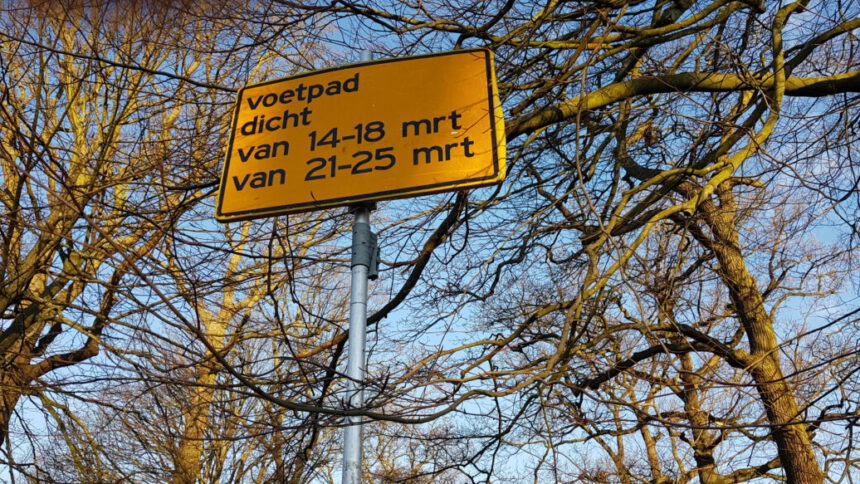 voetpad
dicht
van 14-18 mrt
van 21-25 mrt